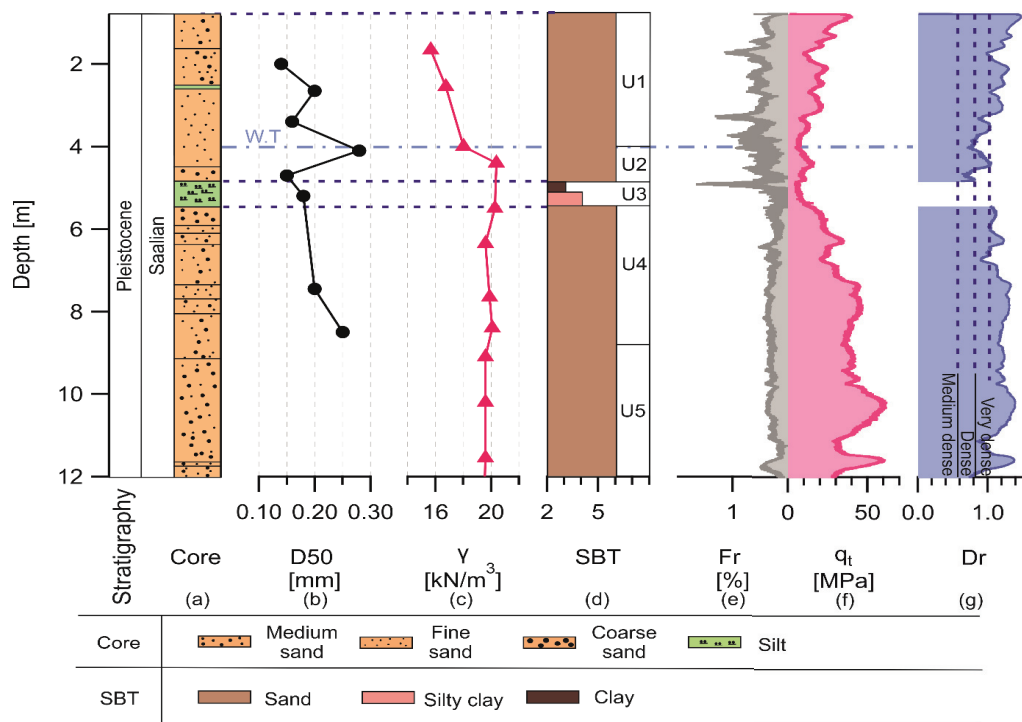 Depth [m]
2
4
6
8
10
12
Pleistocene
Saalian
W.T
U1
U2
U3
U4
U5
Medium dense
Dense
Very dense
0.10 0.20 0.30
16 20
2 5
1
0 50
0.0 1.0
Stratigraphy
Core
(a)
D50
[mm]
(b)
γ
[kN/m³]
(c)
SBT
(d)
Fr
[%]
(e)
qt
[MPa]
(f)
Dr
(g)
Core
Medium
sand
Fine
sand
Coarse
sand
Silt
SBT
Sand
Silty clay
Clay